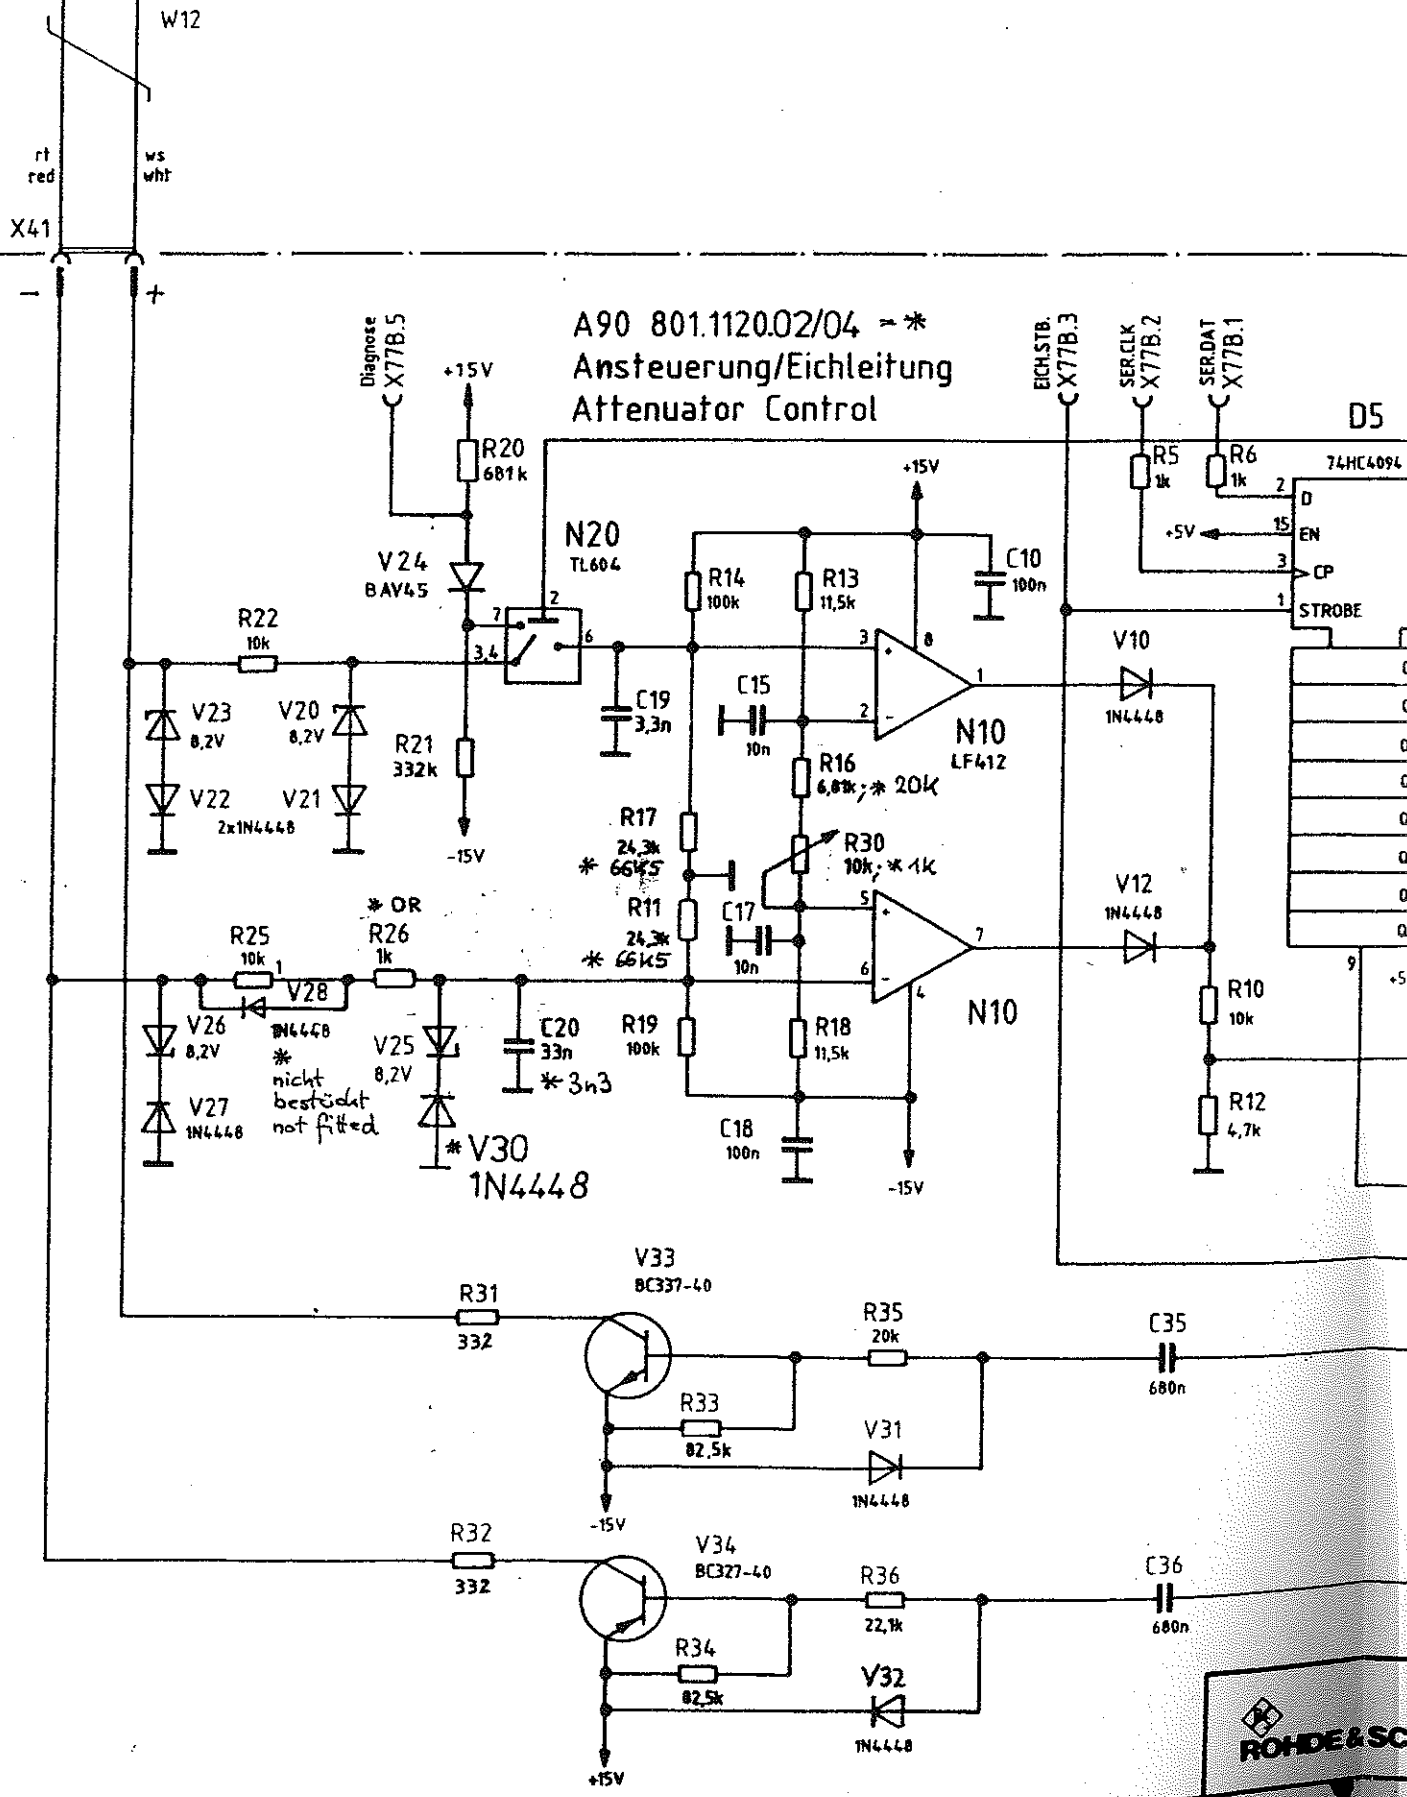 W12
rt
red
ws
wht
X41
-
+
A90 801.1120.02/04 - *
Ansteuerung/Eichleitung
Attenuator Control
Diagnose
X77B.5
+15V
R20
681k
EICH.STB.
X77B.3
SER.CLK
X77B.2
SER.DAT
X77B.1
D5
74HC4094
R5
1k
R6
1k
2
D
15
EN
+5V
3
CP
1
STROBE
+15V
N20
TL604
V24
BAV45
2
7
3,4
6
R14
100k
R13
11,5k
C10
100n
R22
10k
3
+
8
1
2
-
N10
LF412
V10
1N4448
V23
8,2V
V20
8,2V
C19
3,3n
C15
10n
R21
332k
V22
V21
2x1N4448
-15V
R16
6,81k; * 20k
R17
24,3k
* 66k5
R30
10k; * 1k
V12
1N4448
* 0R
R11
24,3k
* 66k5
C17
10n
5
+
7
6
-
4
N10
R25
10k
1
R26
1k
V28
1N4448
*
nicht
bestückt
not fitted
V26
8,2V
V25
8,2V
C20
33n
* 3n3
R19
100k
R18
11,5k
R10
10k
9
+5
V27
1N4448
* V30
1N4448
C18
100n
-15V
R12
4,7k
V33
BC337-40
R31
332
R35
20k
C35
680n
R33
82,5k
V31
1N4448
-15V
R32
332
V34
BC327-40
R36
22,1k
C36
680n
R34
82,5k
V32
1N4448
+15V
ROHDE&SC